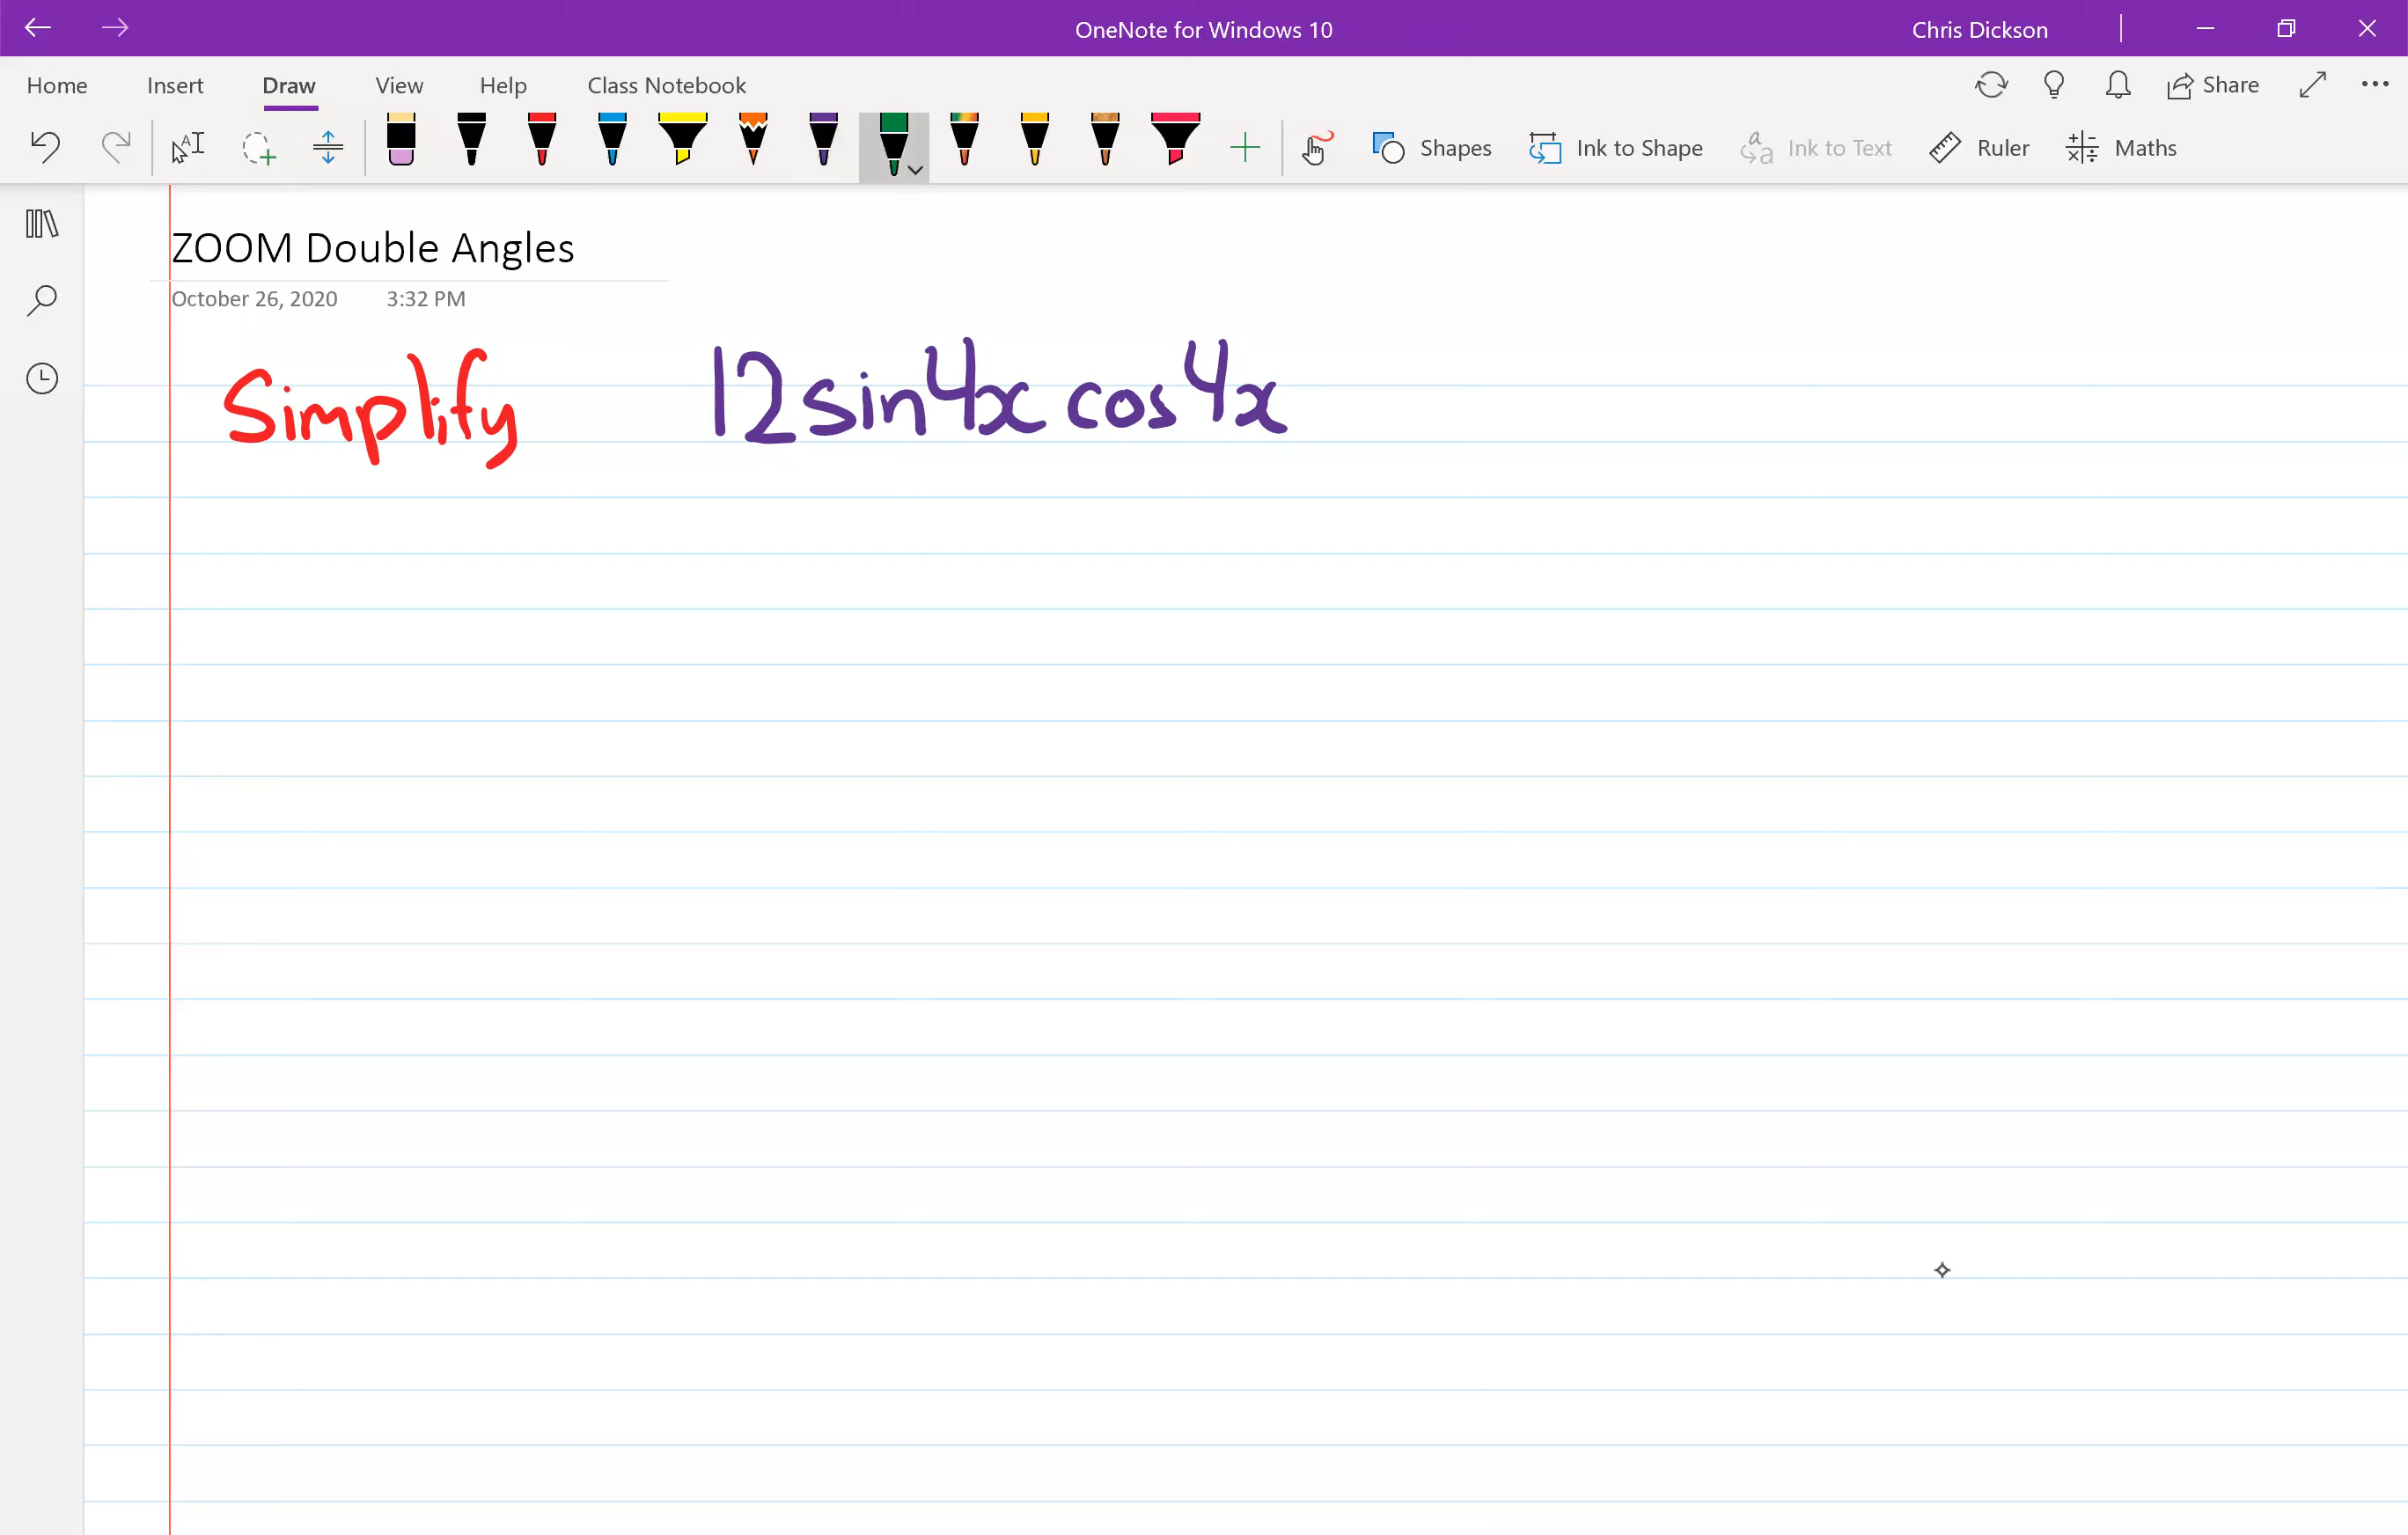 OneNote for Windows 10 Chris Dickson
Home Insert Draw View Help Class Notebook Share
Shapes Ink to Shape Ink to Text Ruler Maths
ZOOM Double Angles
October 26, 2020 3:32 PM
Simplify 12 sin 4x cos 4x